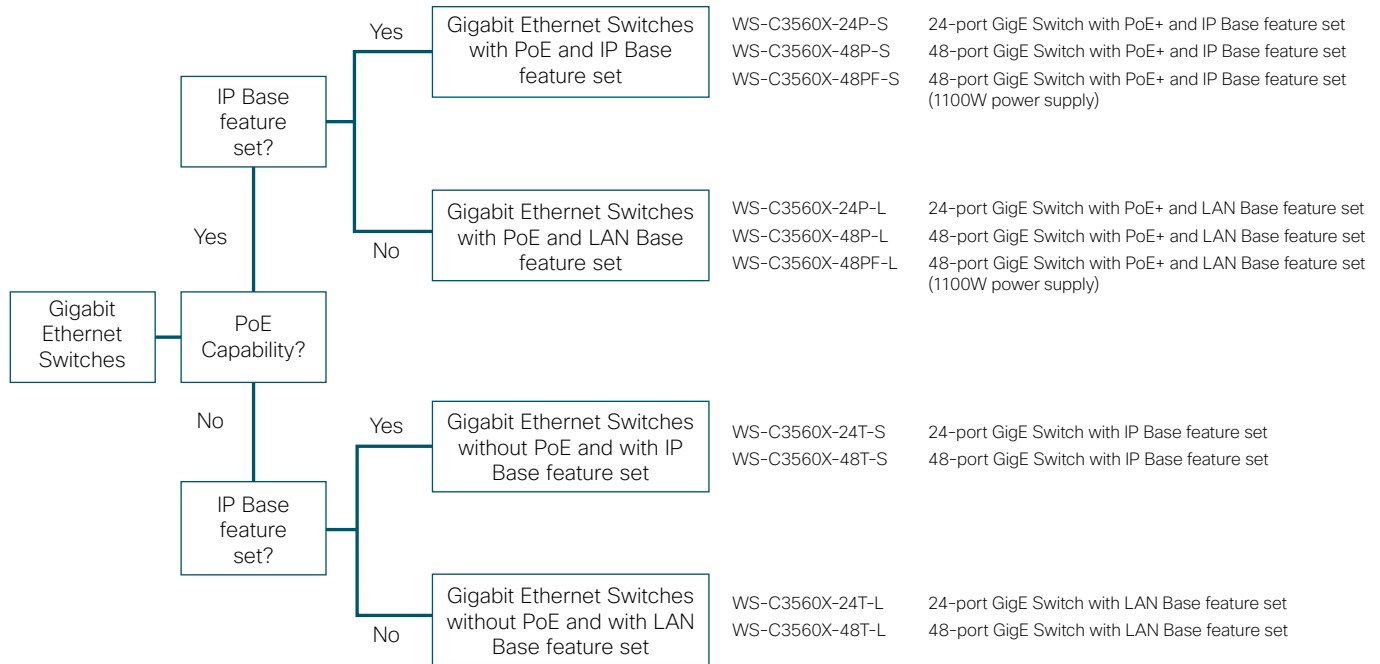 Gigabit
Ethernet
Switches
PoE
Capability?
Yes
No
IP Base
feature
set?
Yes
No
Gigabit Ethernet Switches
with PoE and IP Base
feature set
WS-C3560X-24P-S 24-port GigE Switch with PoE+ and IP Base feature set
WS-C3560X-48P-S 48-port GigE Switch with PoE+ and IP Base feature set
WS-C3560X-48PF-S 48-port GigE Switch with PoE+ and IP Base feature set
(1100W power supply)
Gigabit Ethernet Switches
with PoE and LAN Base
feature set
WS-C3560X-24P-L 24-port GigE Switch with PoE+ and LAN Base feature set
WS-C3560X-48P-L 48-port GigE Switch with PoE+ and LAN Base feature set
WS-C3560X-48PF-L 48-port GigE Switch with PoE+ and LAN Base feature set
(1100W power supply)
IP Base
feature
set?
Yes
No
Gigabit Ethernet Switches
without PoE and with IP
Base feature set
WS-C3560X-24T-S 24-port GigE Switch with IP Base feature set
WS-C3560X-48T-S 48-port GigE Switch with IP Base feature set
Gigabit Ethernet Switches
without PoE and with LAN
Base feature set
WS-C3560X-24T-L 24-port GigE Switch with LAN Base feature set
WS-C3560X-48T-L 48-port GigE Switch with LAN Base feature set